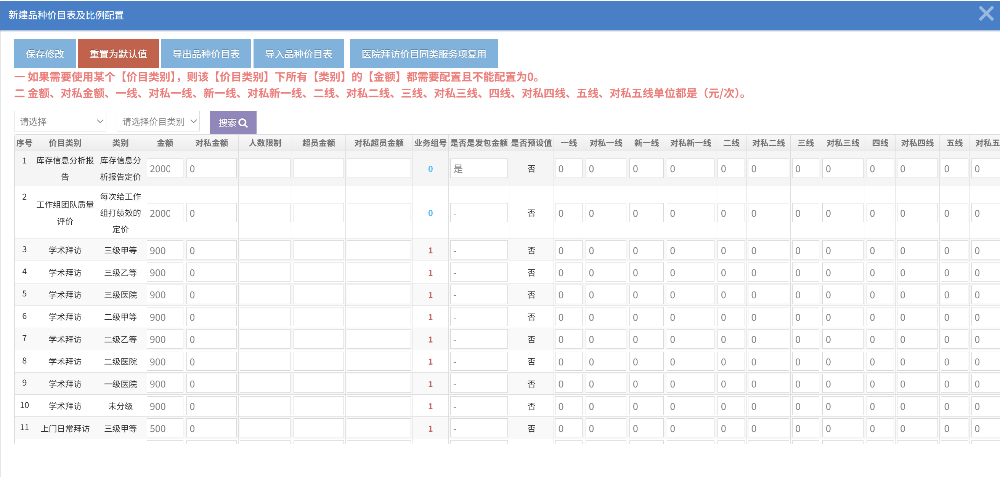 新建品种价目表及比例配置
保存修改 重置为默认值 导出品种价目表 导入品种价目表 医院拜访价目同类服务项复用
一 如果需要使用某个【价目类别】，则该【价目类别】下所有【类别】的【金额】都需要配置且不能配置为0。
二 金额、对私金额、一线、对私一线、新一线、对私新一线、二线、对私二线、三线、对私三线、四线、对私四线、五线、对私五线单位都是（元/次）。
请选择 请选择价目类别 搜索
序号 价目类别 类别 金额 对私金额 人数限制 超员金额 对私超员金额 业务组号 是否是发包金额 是否预设值 一线 对私一线 新一线 对私新一线 二线 对私二线 三线 对私三线 四线 对私四线 五线 对私五
1 库存信息分析报告 库存信息分析报告定价 2000 0 0 是 否 0 0 0 0 0 0 0 0 0 0 0 0
2 工作组团队质量评价 每次给工作组打绩效的定价 2000 0 0 - 否 0 0 0 0 0 0 0 0 0 0 0 0
3 学术拜访 三级甲等 900 0 1 - 否 0 0 0 0 0 0 0 0 0 0 0 0
4 学术拜访 三级乙等 900 0 1 - 否 0 0 0 0 0 0 0 0 0 0 0 0
5 学术拜访 三级医院 900 0 1 - 否 0 0 0 0 0 0 0 0 0 0 0 0
6 学术拜访 二级甲等 900 0 1 - 否 0 0 0 0 0 0 0 0 0 0 0 0
7 学术拜访 二级乙等 900 0 1 - 否 0 0 0 0 0 0 0 0 0 0 0 0
8 学术拜访 二级医院 900 0 1 - 否 0 0 0 0 0 0 0 0 0 0 0 0
9 学术拜访 一级医院 900 0 1 - 否 0 0 0 0 0 0 0 0 0 0 0 0
10 学术拜访 未分级 900 0 1 - 否 0 0 0 0 0 0 0 0 0 0 0 0
11 上门日常拜访 三级甲等 500 0 1 - 否 0 0 0 0 0 0 0 0 0 0 0 0